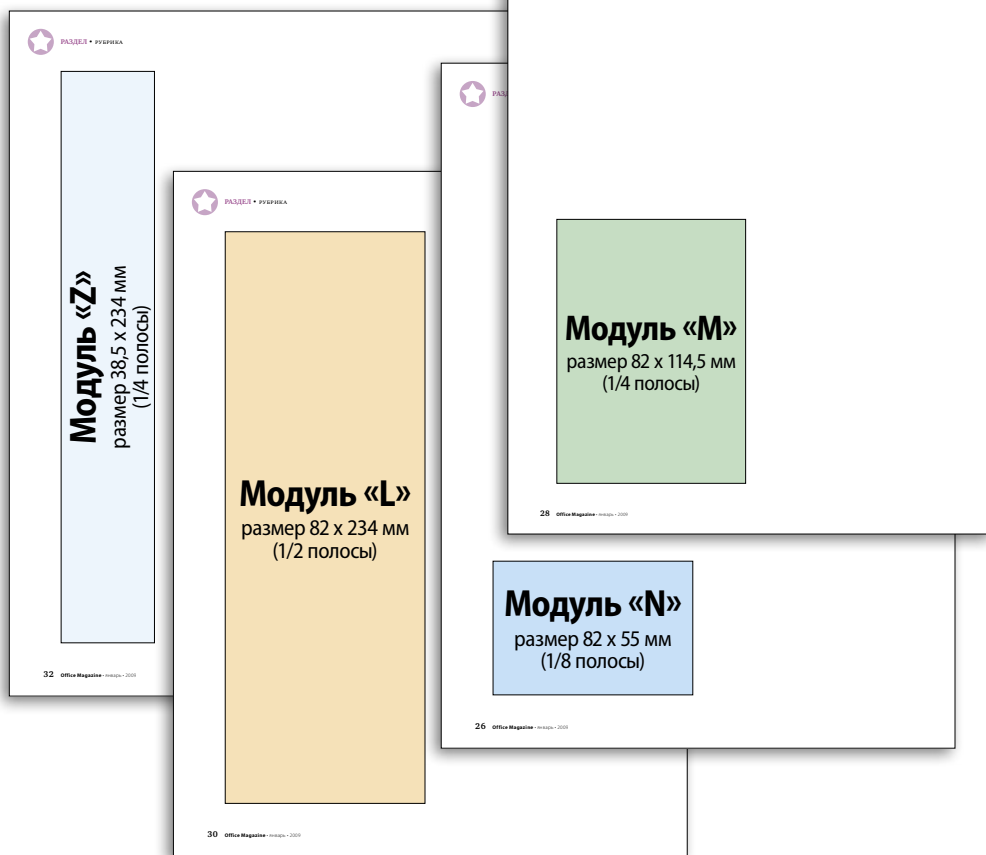 РАЗДЕЛ • РУБРИКА
Модуль «Z»
размер 38,5 x 234 мм
(1/4 полосы)
32 Office Magazine • январь • 2009
РАЗДЕЛ • РУБРИКА
Модуль «L»
размер 82 x 234 мм
(1/2 полосы)
30 Office Magazine • январь • 2009
Модуль «N»
размер 82 x 55 мм
(1/8 полосы)
26 Office Magazine • январь • 2009
Модуль «M»
размер 82 x 114,5 мм
(1/4 полосы)
28 Office Magazine • январь • 2009